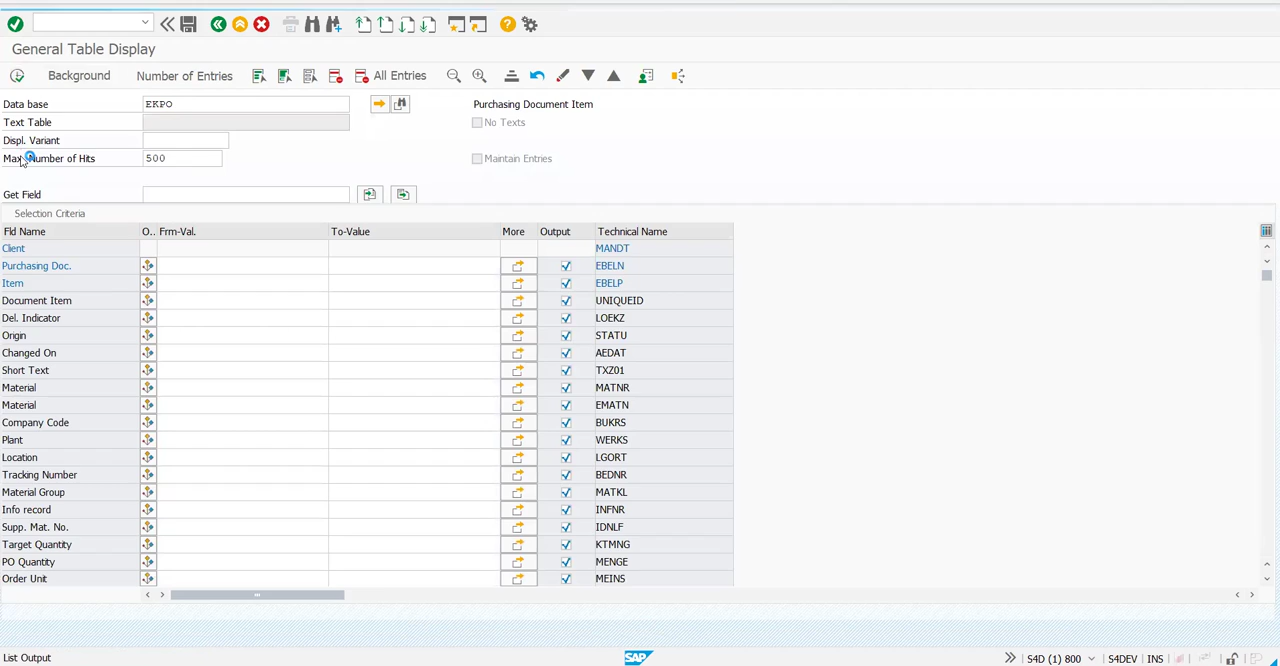 General Table Display
Background Number of Entries All Entries
Data base EKPO Purchasing Document Item
Text Table No Texts
Displ. Variant
Max. Number of Hits 500 Maintain Entries
Get Field
Selection Criteria
Fld Name O.. Frm-Val. To-Value More Output Technical Name
Client MANDT
Purchasing Doc. EBELN
Item EBELP
Document Item UNIQUEID
Del. Indicator LOEKZ
Origin STATU
Changed On AEDAT
Short Text TXZ01
Material MATNR
Material EMATN
Company Code BUKRS
Plant WERKS
Location LGORT
Tracking Number BEDNR
Material Group MATKL
Info record INFNR
Supp. Mat. No. IDNLF
Target Quantity KTMNG
PO Quantity MENGE
Order Unit MEINS
List Output SAP S4D (1) 800 S4DEV INS